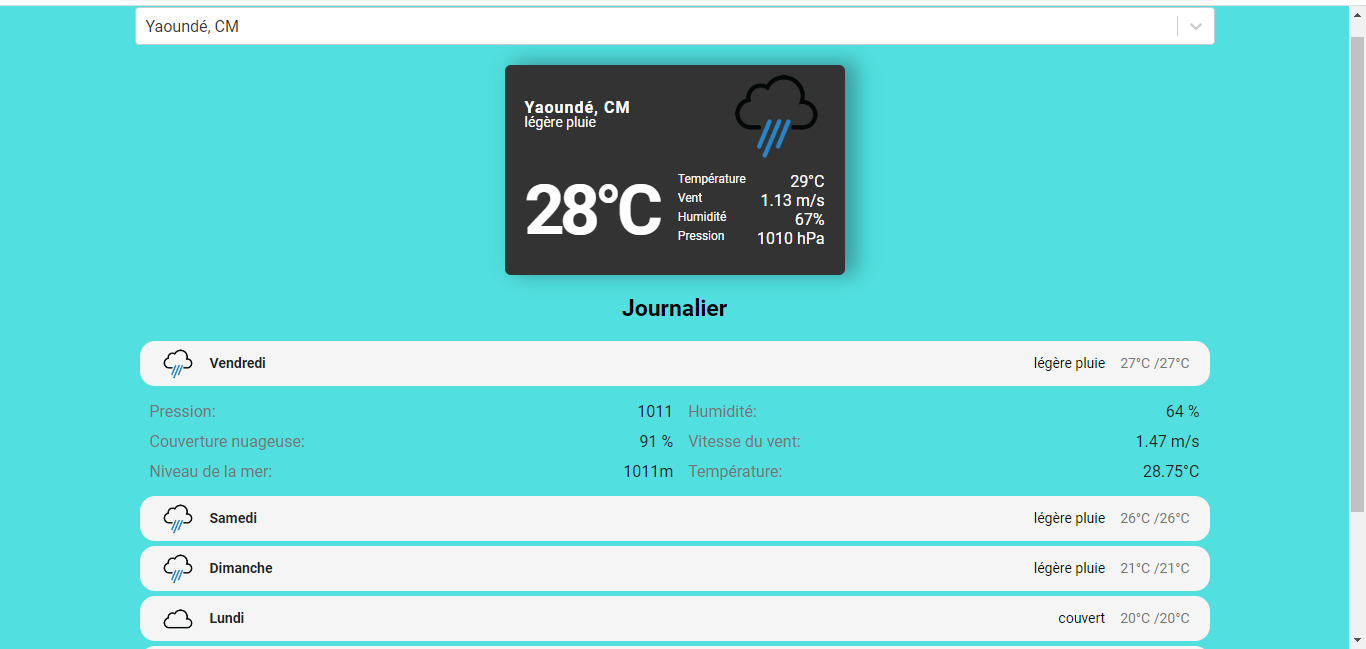 Yaoundé, CM
Yaoundé, CM
légère pluie
28°C
Température 29°C
Vent 1.13 m/s
Humidité 67%
Pression 1010 hPa
Journalier
Vendredi légère pluie 27°C /27°C
Pression: 1011 Humidité: 64 %
Couverture nuageuse: 91 % Vitesse du vent: 1.47 m/s
Niveau de la mer: 1011m Température: 28.75°C
Samedi légère pluie 26°C /26°C
Dimanche légère pluie 21°C /21°C
Lundi couvert 20°C /20°C